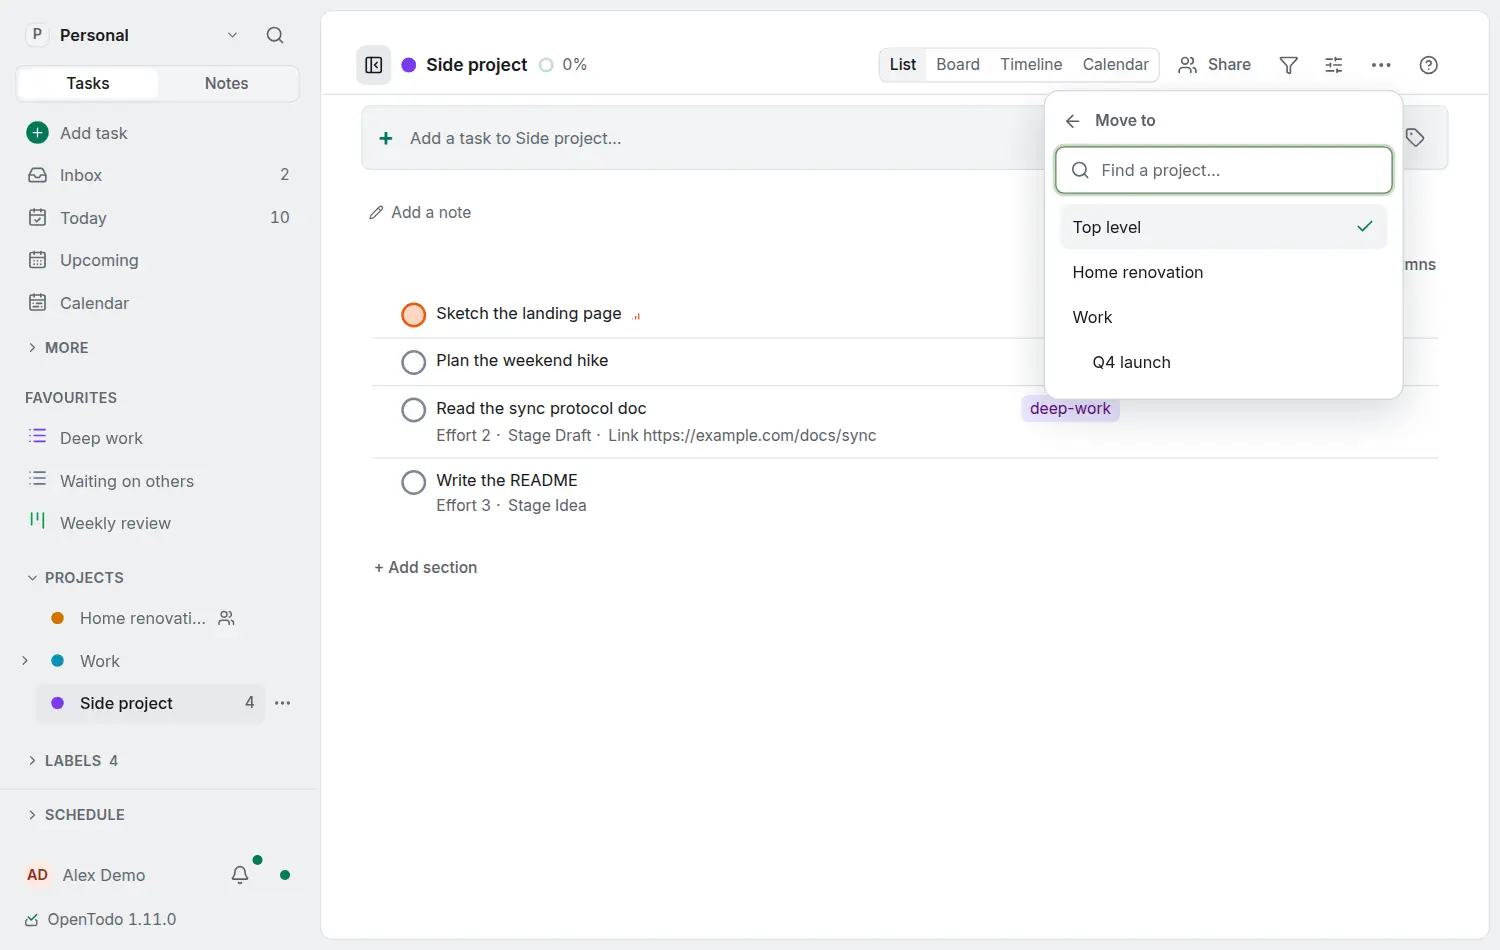 P Personal
Tasks Notes
Add task
Inbox 2
Today 10
Upcoming
Calendar
MORE
FAVOURITES
Deep work
Waiting on others
Weekly review
PROJECTS
Home renovati...
Work
Side project 4
LABELS 4
SCHEDULE
AD Alex Demo
OpenTodo 1.11.0
Side project 0%
List Board Timeline Calendar Share
Add a task to Side project...
Add a note
Sketch the landing page
Plan the weekend hike
Read the sync protocol doc deep-work
Effort 2 · Stage Draft · Link https://example.com/docs/sync
Write the README
Effort 3 · Stage Idea
+ Add section
Move to
Find a project...
Top level
Home renovation
Work
Q4 launch